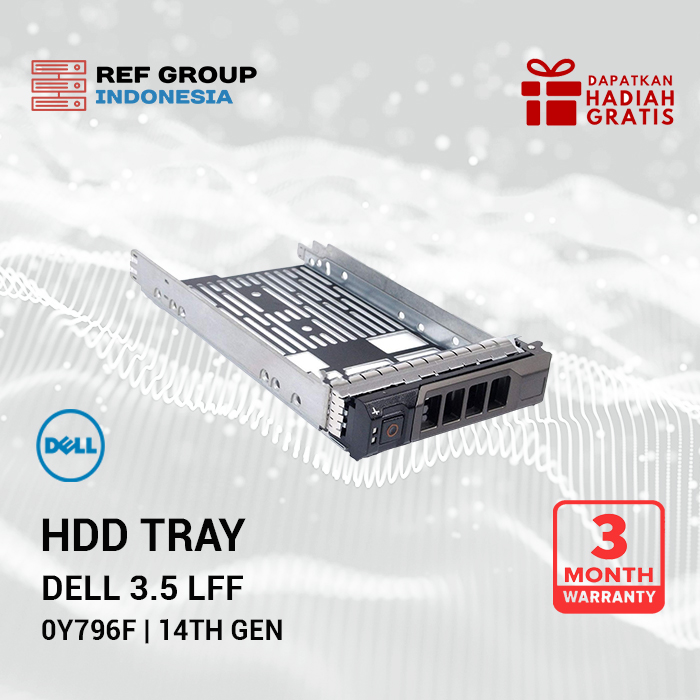 REF GROUP
INDONESIA
DAPATKAN
HADIAH
GRATIS
DELL
HDD TRAY
DELL 3.5 LFF
0Y796F | 14TH GEN
3
MONTH
WARRANTY